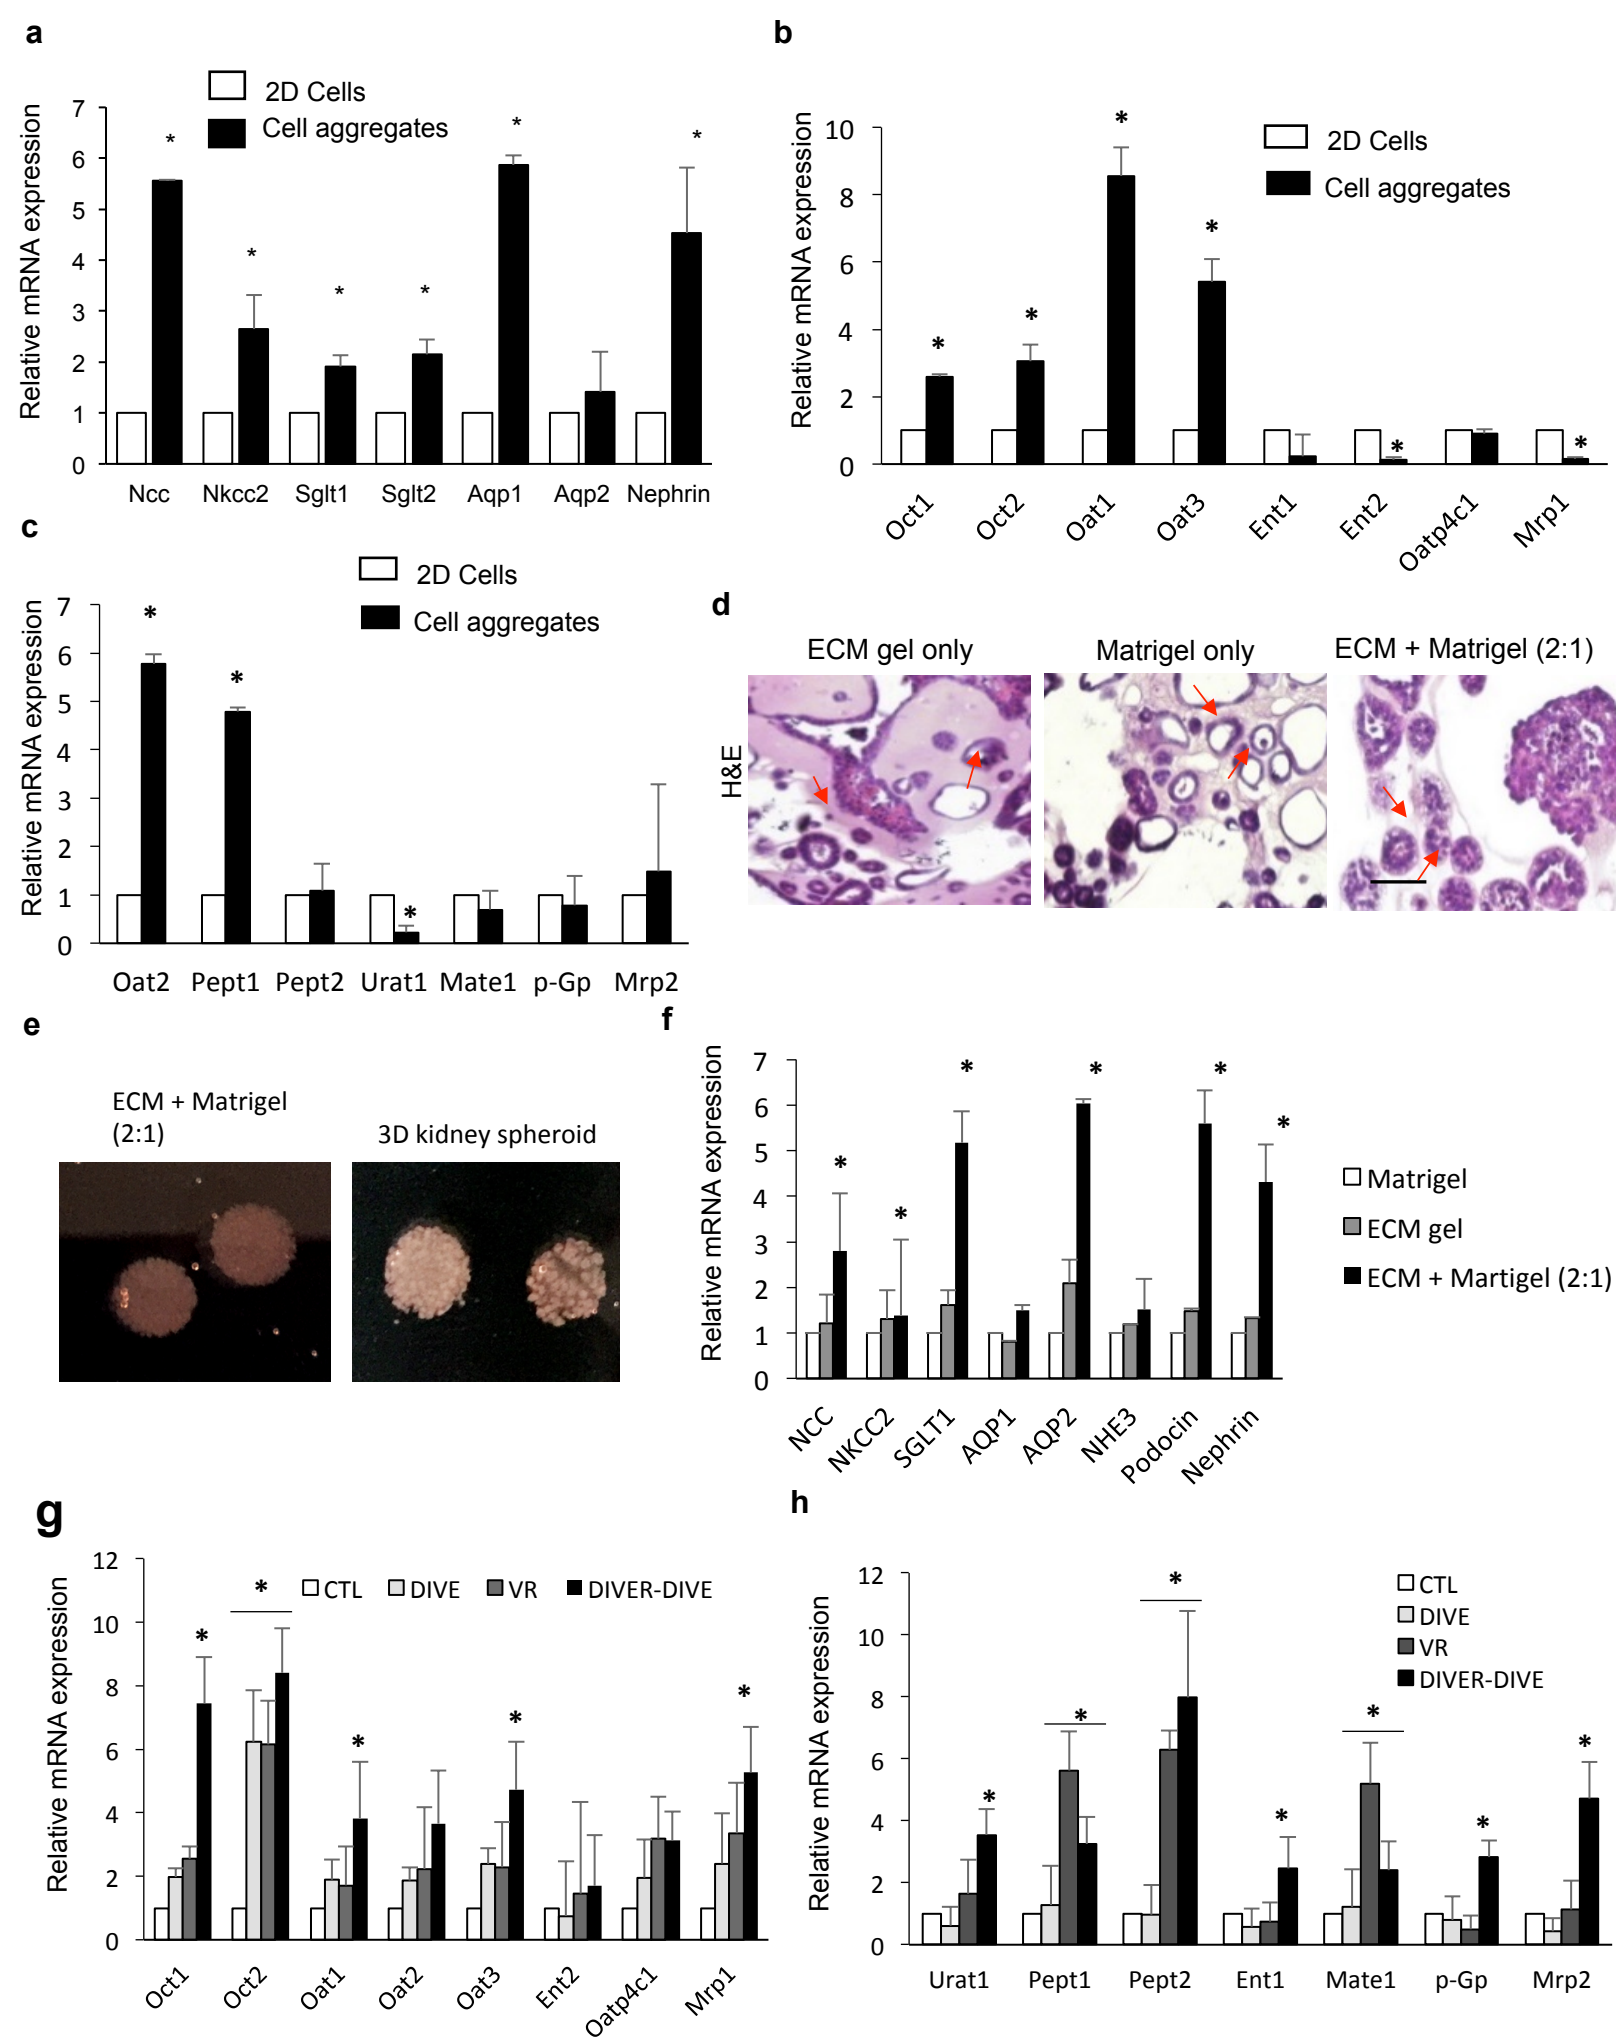 a
2D Cells
Cell aggregates
Relative mRNA expression
7
6
5
4
3
2
1
0
* * * * * *
Ncc Nkcc2 Sglt1 Sglt2 Aqp1 Aqp2 Nephrin
b
2D Cells
Cell aggregates
Relative mRNA expression
10
8
6
4
2
0
* * * * * *
Oct1 Oct2 Oat1 Oat3 Ent1 Ent2 Oatp4c1 Mrp1
c
2D Cells
Cell aggregates
Relative mRNA expression
7
6
5
4
3
2
1
0
* * *
Oat2 Pept1 Pept2 Urat1 Mate1 p-Gp Mrp2
d
ECM gel only
Matrigel only
ECM + Matrigel (2:1)
H&E
e
ECM + Matrigel
(2:1)
3D kidney spheroid
f
Relative mRNA expression
7
6
5
4
3
2
1
0
* * * * * *
NCC NKCC2 SGLT1 AQP1 AQP2 NHE3 Podocin Nephrin
Matrigel
ECM gel
ECM + Martigel (2:1)
g
Relative mRNA expression
12
10
8
6
4
2
0
CTL DIVE VR DIVER-DIVE
* * * * *
Oct1 Oct2 Oat1 Oat2 Oat3 Ent2 Oatp4c1 Mrp1
h
Relative mRNA expression
12
10
8
6
4
2
0
CTL
DIVE
VR
DIVER-DIVE
* * * * * * *
Urat1 Pept1 Pept2 Ent1 Mate1 p-Gp Mrp2